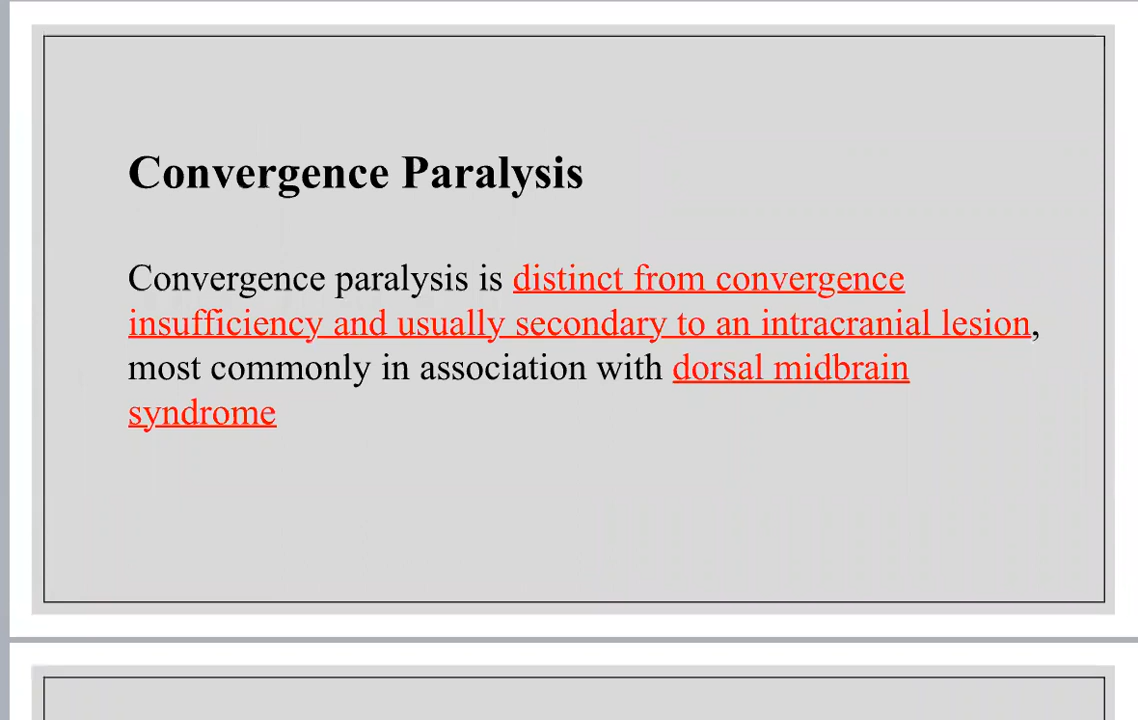 Convergence Paralysis
Convergence paralysis is distinct from convergence
insufficiency and usually secondary to an intracranial lesion,
most commonly in association with dorsal midbrain
syndrome